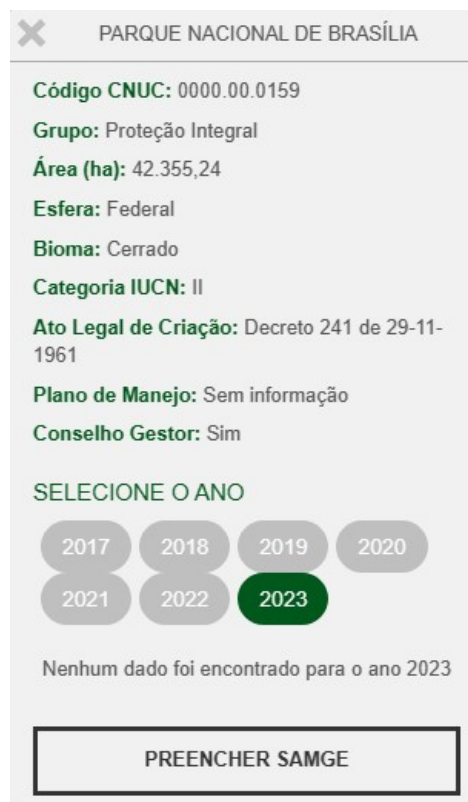 PARQUE NACIONAL DE BRASÍLIA
Código CNUC: 0000.00.0159
Grupo: Proteção Integral
Área (ha): 42.355,24
Esfera: Federal
Bioma: Cerrado
Categoria IUCN: II
Ato Legal de Criação: Decreto 241 de 29-11-
1961
Plano de Manejo: Sem informação
Conselho Gestor: Sim
SELECIONE O ANO
2017 2018 2019 2020
2021 2022 2023
Nenhum dado foi encontrado para o ano 2023
PREENCHER SAMGE